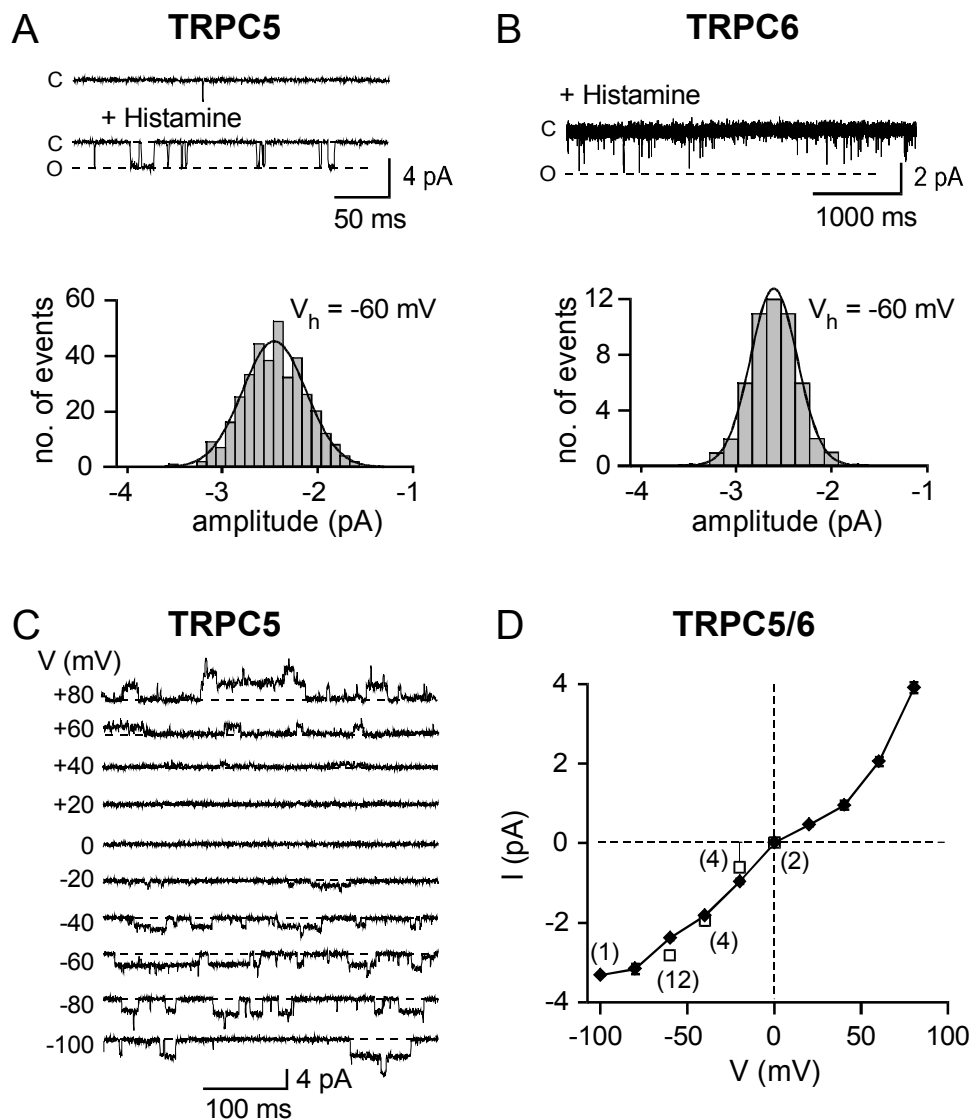 A TRPC5
C
+ Histamine
C
O
4 pA
50 ms
60
40
20
0
no. of events
Vh = -60 mV
-4 -3 -2 -1
amplitude (pA)
B TRPC6
+ Histamine
C
O
2 pA
1000 ms
12
8
4
0
no. of events
Vh = -60 mV
-4 -3 -2 -1
amplitude (pA)
C TRPC5
V (mV)
+80
+60
+40
+20
0
-20
-40
-60
-80
-100
4 pA
100 ms
D TRPC5/6
4
2
0
-2
-4
I (pA)
(4)
(2)
(4)
(1)
(12)
-100 -50 0 50 100
V (mV)